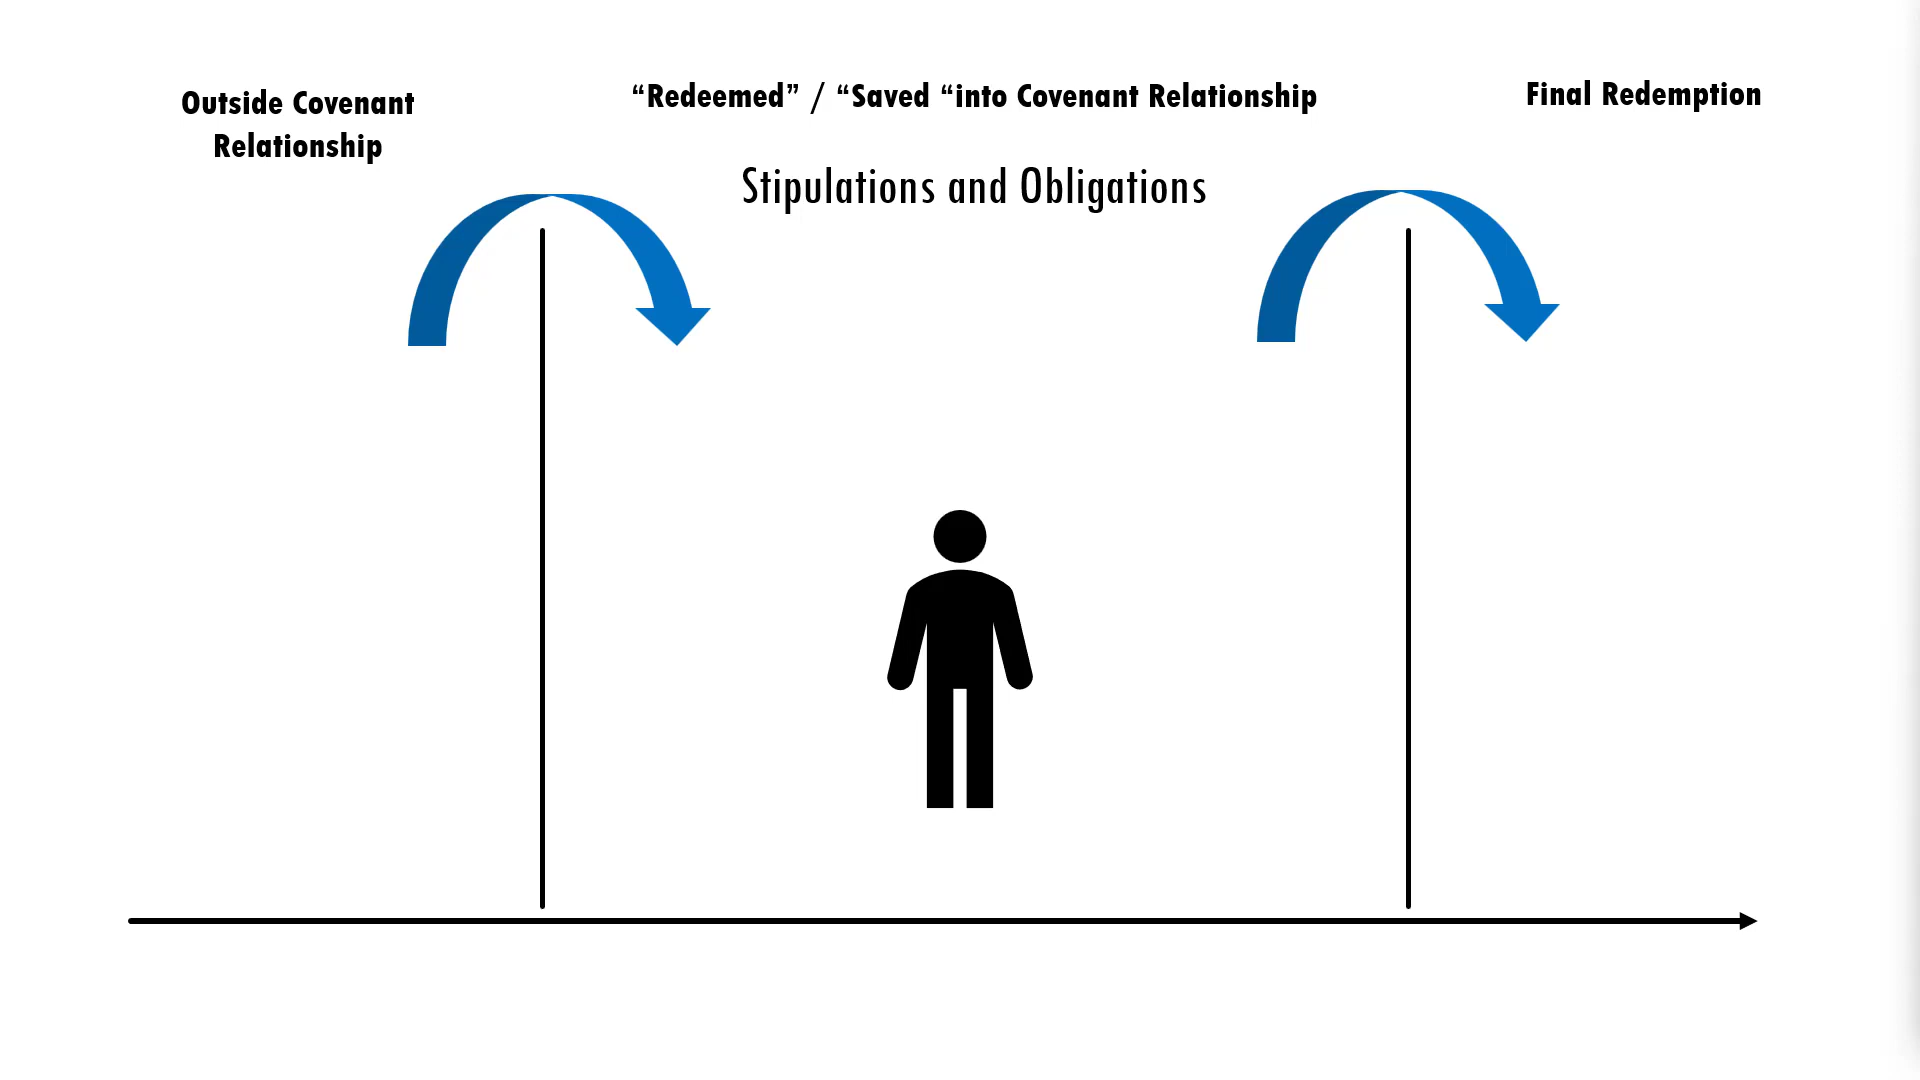 Outside Covenant
Relationship
“Redeemed” / “Saved “into Covenant Relationship
Stipulations and Obligations
Final Redemption